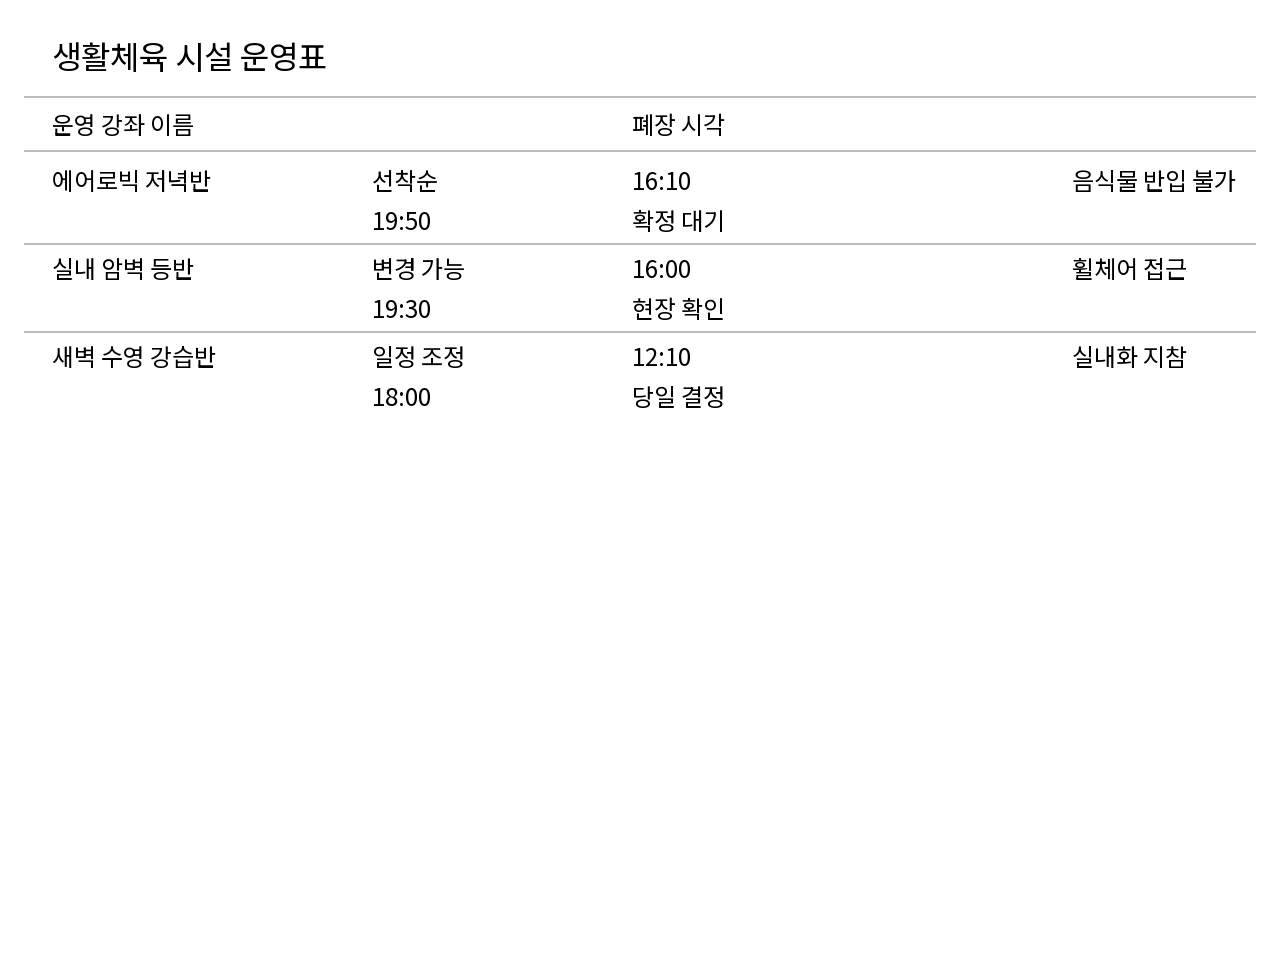 생활체육 시설 운영표
운영 강좌 이름 폐장 시각
에어로빅 저녁반 선착순 16:10 음식물 반입 불가
19:50 확정 대기
실내 암벽 등반 변경 가능 16:00 휠체어 접근
19:30 현장 확인
새벽 수영 강습반 일정 조정 12:10 실내화 지참
18:00 당일 결정